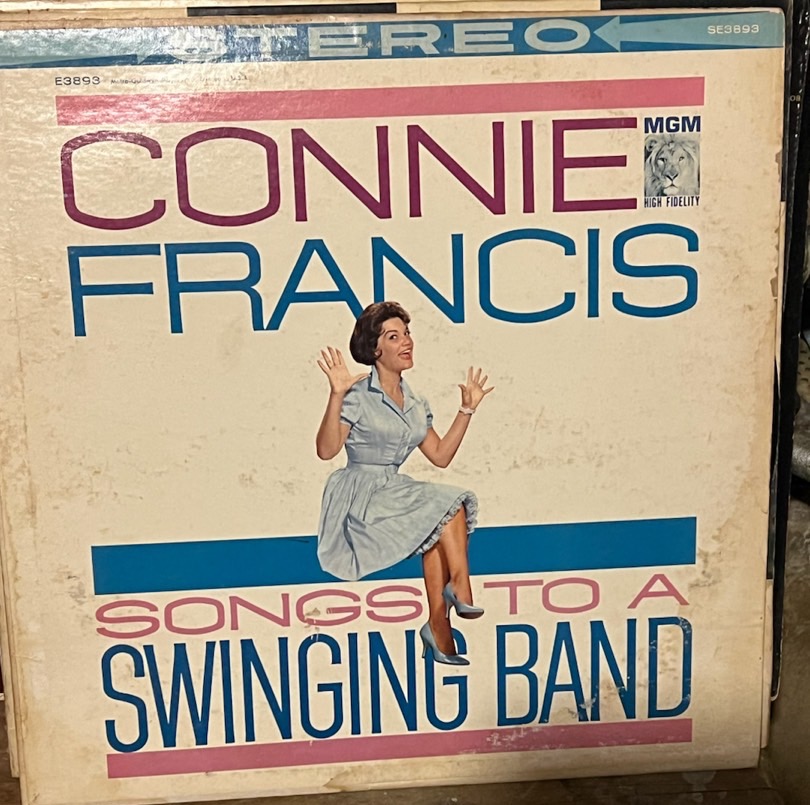 STEREO
SE3893
E3893
CONNIE
MGM
HIGH FIDELITY
FRANCIS
SONGS TO A
SWINGING BAND